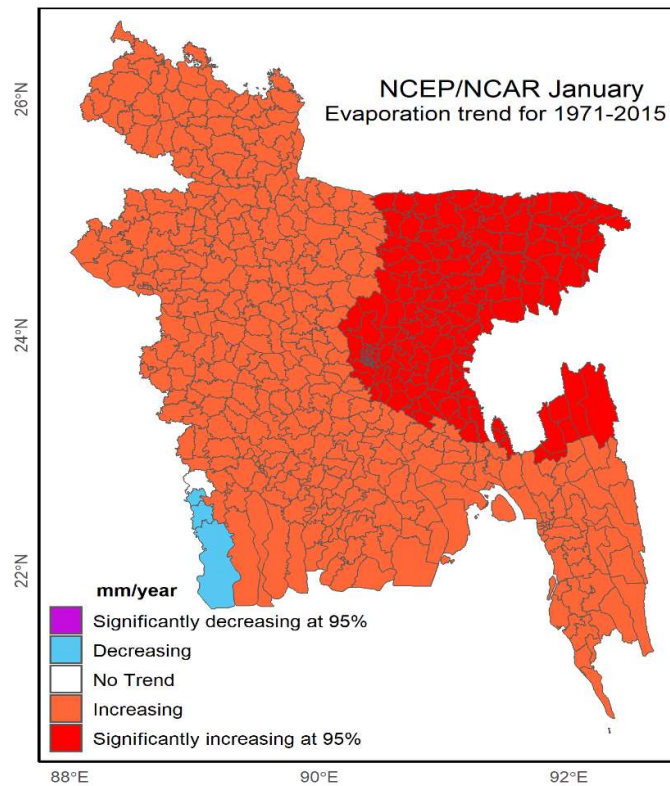 NCEP/NCAR January
Evaporation trend for 1971-2015
26°N
24°N
22°N
mm/year
Significantly decreasing at 95%
Decreasing
No Trend
Increasing
Significantly increasing at 95%
88°E 90°E 92°E